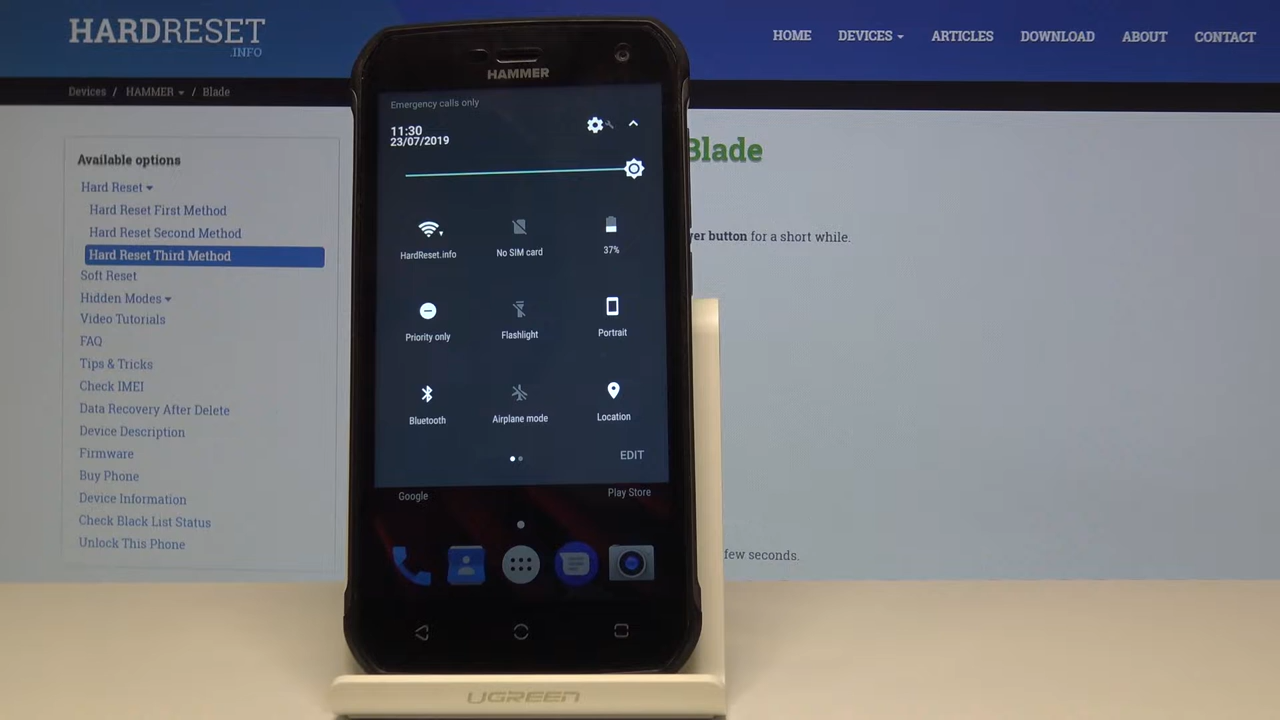 HARDRESET
.INFO
HOME
DEVICES
ARTICLES
DOWNLOAD
ABOUT
CONTACT
Devices / HAMMER / Blade
Available options
Hard Reset
Hard Reset First Method
Hard Reset Second Method
Hard Reset Third Method
Soft Reset
Hidden Modes
Video Tutorials
FAQ
Tips & Tricks
Check IMEI
Data Recovery After Delete
Device Description
Firmware
Buy Phone
Device Information
Check Black List Status
Unlock This Phone
HAMMER
Emergency calls only
11:30
23/07/2019
HardReset.info
No SIM card
37%
Priority only
Flashlight
Portrait
Bluetooth
Airplane mode
Location
EDIT
Google
Play Store
Blade
button for a short while.
few seconds.
UGREEN